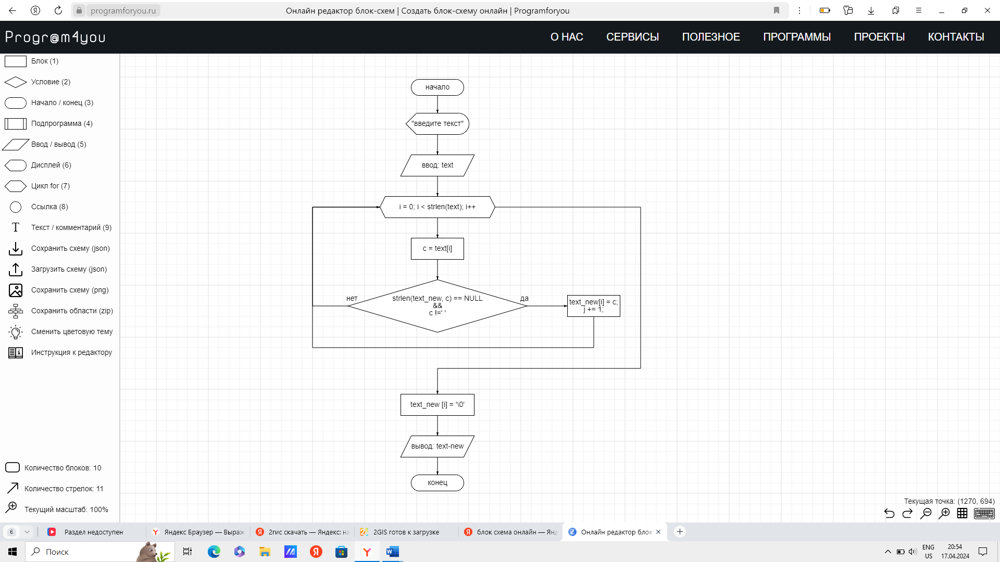 programforyou.ru
Онлайн редактор блок-схем | Создать блок-схему онлайн | Programforyou
Progr@m4you
О НАС
СЕРВИСЫ
ПОЛЕЗНОЕ
ПРОГРАММЫ
ПРОЕКТЫ
КОНТАКТЫ
Блок (1)
Условие (2)
Начало / конец (3)
Подпрограмма (4)
Ввод / вывод (5)
Дисплей (6)
Цикл for (7)
Ссылка (8)
T Текст / комментарий (9)
Сохранить схему (json)
Загрузить схему (json)
Сохранить схему (png)
Сохранить области (zip)
Сменить цветовую тему
Инструкция к редактору
Количество блоков: 10
Количество стрелок: 11
Текущий масштаб: 100%
начало
"введите текст"
ввод: text
i = 0; i < strlen(text); i++
c = text[i]
нет
strlen(text_new, c) == NULL
&&
c !=' '
да
text_new[i] = c;
j += 1;
text_new [i] = '\0'
вывод: text-new
конец
Текущая точка: (1270, 694)
6
Раздел недоступен
Яндекс Браузер — Выраж
2гис скачать — Яндекс: на
2GIS готов к загрузке
блок схема онлайн — Янд
Онлайн редактор блок
Поиск
ENG
US
20:54
17.04.2024